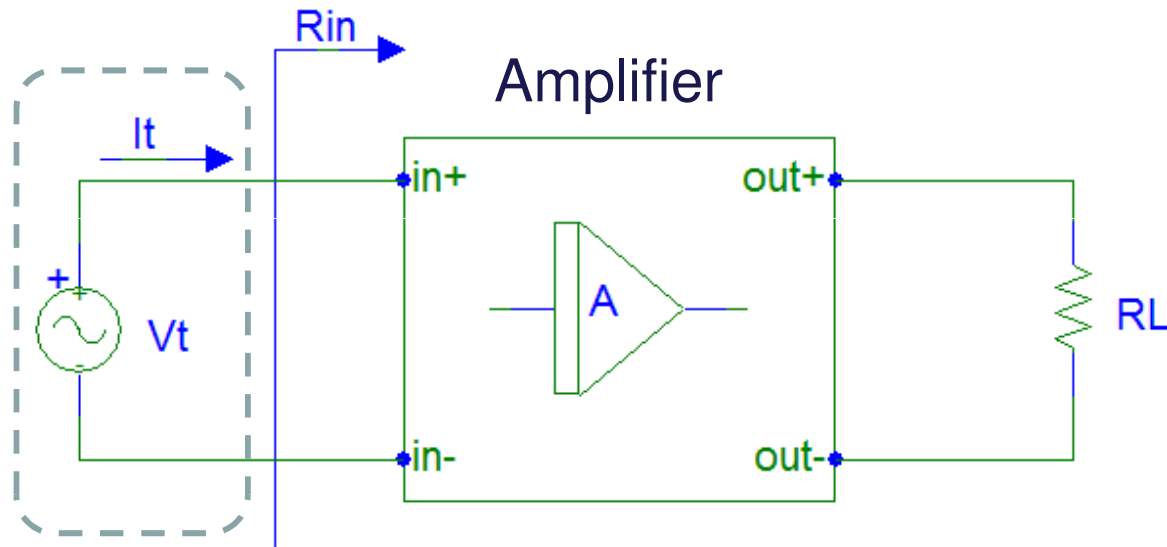 Rin
Amplifier
It
in+
out+
+
+
A
Vt
RL
-
in-
out-